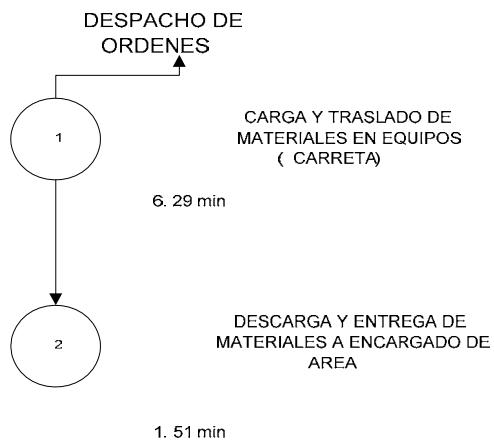 DESPACHO DE
ORDENES
1
CARGA Y TRASLADO DE
MATERIALES EN EQUIPOS
( CARRETA)
6. 29 min
2
DESCARGA Y ENTREGA DE
MATERIALES A ENCARGADO DE
AREA
1. 51 min